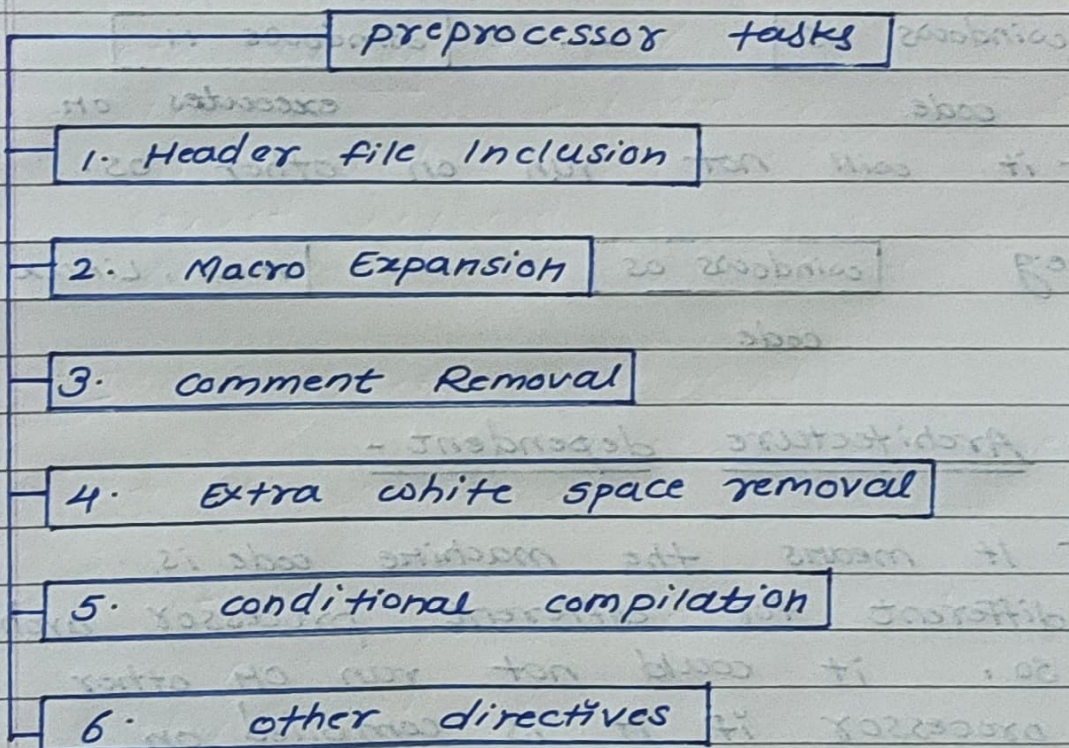 preprocessor tasks
1. Header file Inclusion
2. Macro Expansion
3. comment Removal
4. Extra white space removal
5. conditional compilation
6. other directives